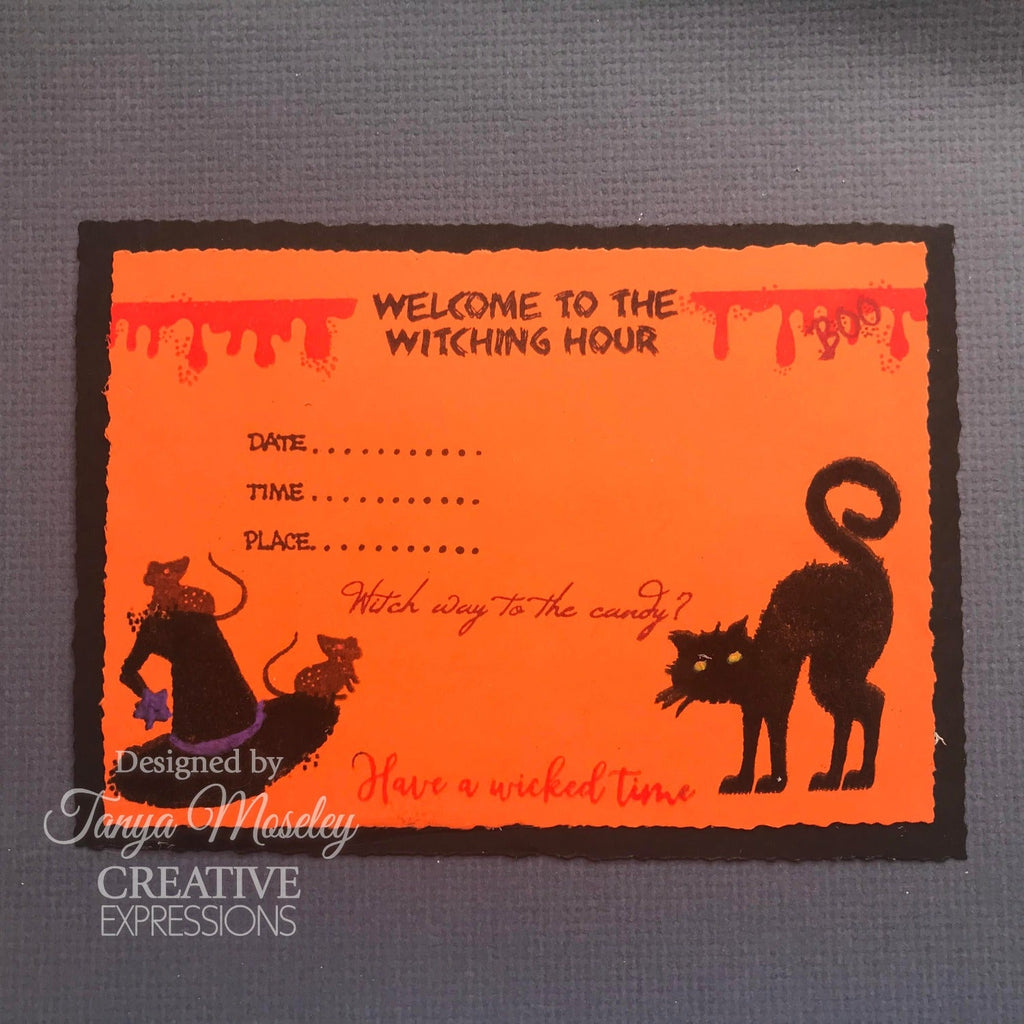 WELCOME TO THE
WITCHING HOUR
BOO
DATE...........
TIME...........
PLACE...........
Witch way to the candy?
Have a wicked time
Designed by
Tanya Moseley
CREATIVE
EXPRESSIONS